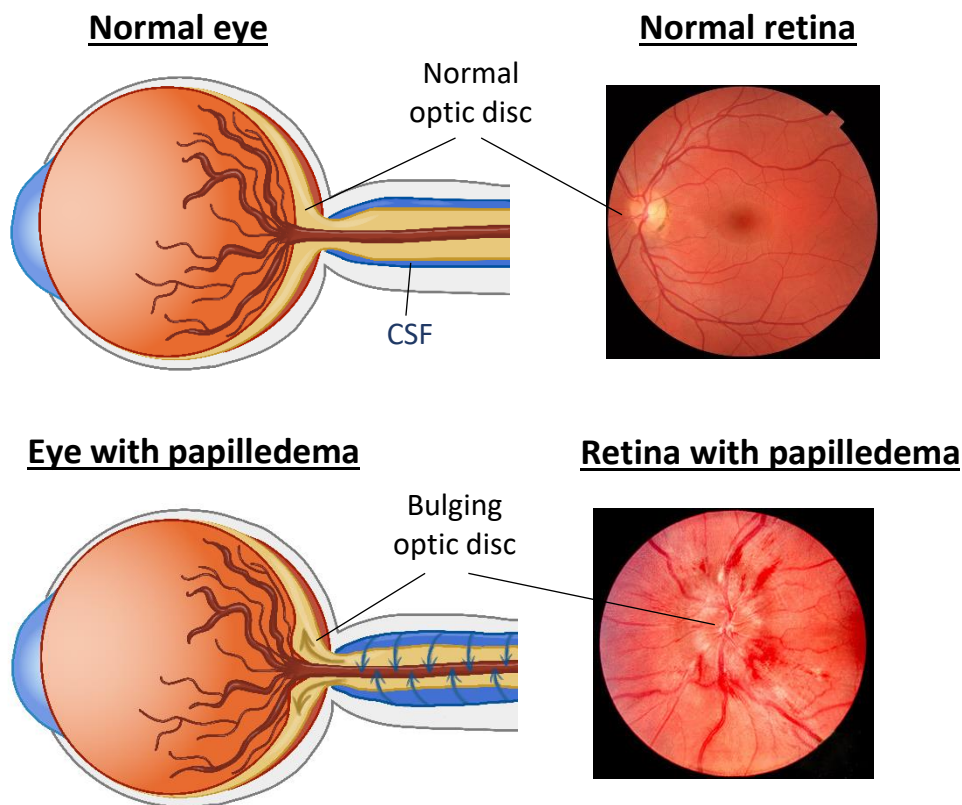 Normal eye
Normal retina
Normal
optic disc
CSF
Eye with papilledema
Retina with papilledema
Bulging
optic disc